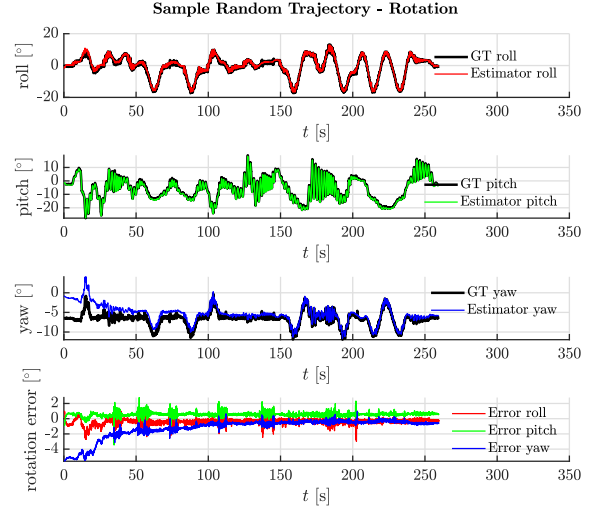 Sample Random Trajectory - Rotation
roll [°]
20
0
20
GT roll
Estimator roll
0 50 100 150 200 250 300 350
t [s]
pitch [°]
10
0
-10
-20
GT pitch
Estimator pitch
0 50 100 150 200 250 300 350
t [s]
yaw [°]
0
-5
-10
GT yaw
Estimator yaw
0 50 100 150 200 250 300 350
t [s]
rotation error [°]
2
0
-2
-4
Error roll
Error pitch
Error yaw
0 50 100 150 200 250 300 350
t [s]